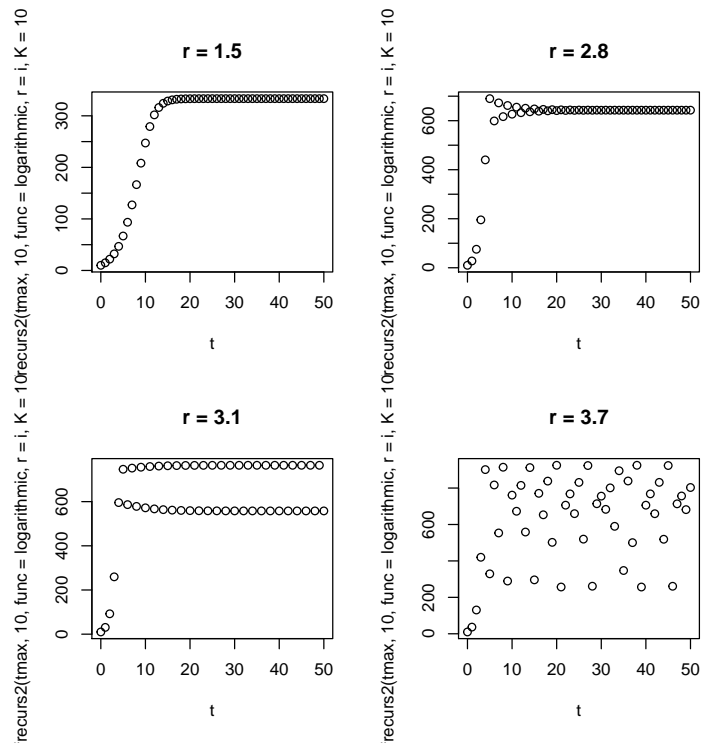 r = 1.5
recurs2(tmax, 10, func = logarithmic, r = i, K = 10
300
200
100
0
0 10 20 30 40 50
t
r = 2.8
recurs2(tmax, 10, func = logarithmic, r = i, K = 10
600
400
200
0
0 10 20 30 40 50
t
r = 3.1
recurs2(tmax, 10, func = logarithmic, r = i, K = 10
600
400
200
0
0 10 20 30 40 50
t
r = 3.7
recurs2(tmax, 10, func = logarithmic, r = i, K = 10
600
200
0
0 10 20 30 40 50
t